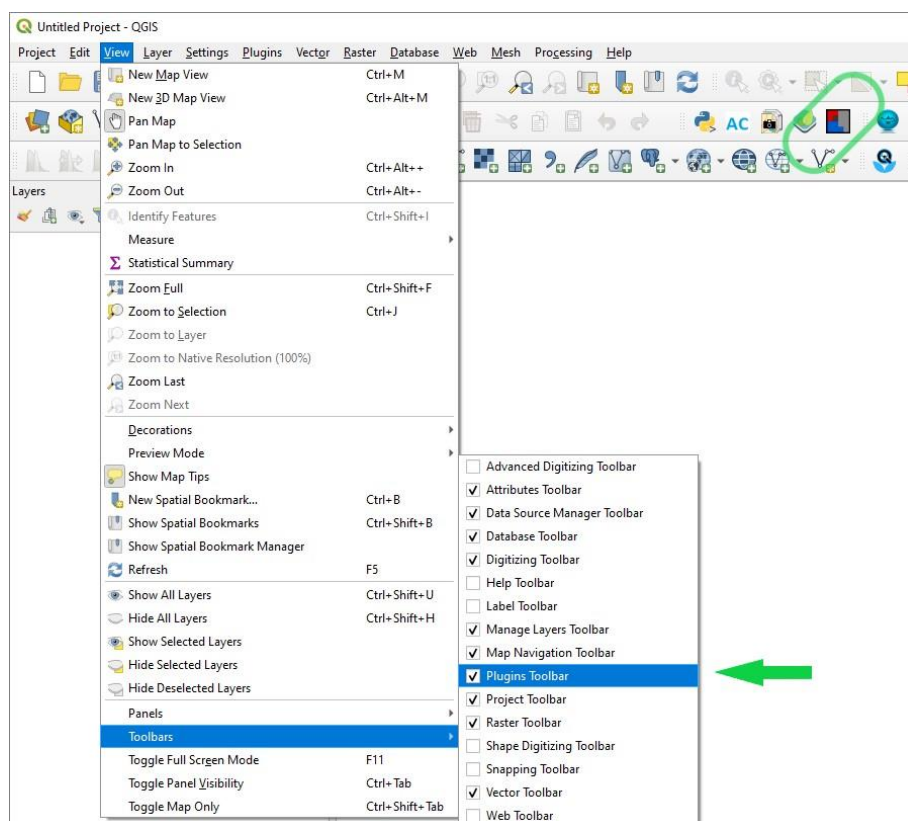 Untitled Project - QGIS
Project Edit View Layer Settings Plugins Vector Raster Database Web Mesh Processing Help
New Map View Ctrl+M
New 3D Map View Ctrl+Alt+M
Pan Map
AC
Pan Map to Selection
Zoom In Ctrl+Alt++
Layers
Zoom Out Ctrl+Alt+-
Identify Features Ctrl+Shift+I
Measure
Σ Statistical Summary
Zoom Full Ctrl+Shift+F
Zoom to Selection Ctrl+J
Zoom to Layer
Zoom to Native Resolution (100%)
Zoom Last
Zoom Next
Decorations
Preview Mode
Show Map Tips
New Spatial Bookmark... Ctrl+B
Show Spatial Bookmarks Ctrl+Shift+B
Show Spatial Bookmark Manager
Refresh F5
Show All Layers Ctrl+Shift+U
Hide All Layers Ctrl+Shift+H
Show Selected Layers
Hide Selected Layers
Hide Deselected Layers
Panels
Toolbars
Toggle Full Screen Mode F11
Toggle Panel Visibility Ctrl+Tab
Toggle Map Only Ctrl+Shift+Tab
Advanced Digitizing Toolbar
Attributes Toolbar
Data Source Manager Toolbar
Database Toolbar
Digitizing Toolbar
Help Toolbar
Label Toolbar
Manage Layers Toolbar
Map Navigation Toolbar
Plugins Toolbar
Project Toolbar
Raster Toolbar
Shape Digitizing Toolbar
Snapping Toolbar
Vector Toolbar
Web Toolbar